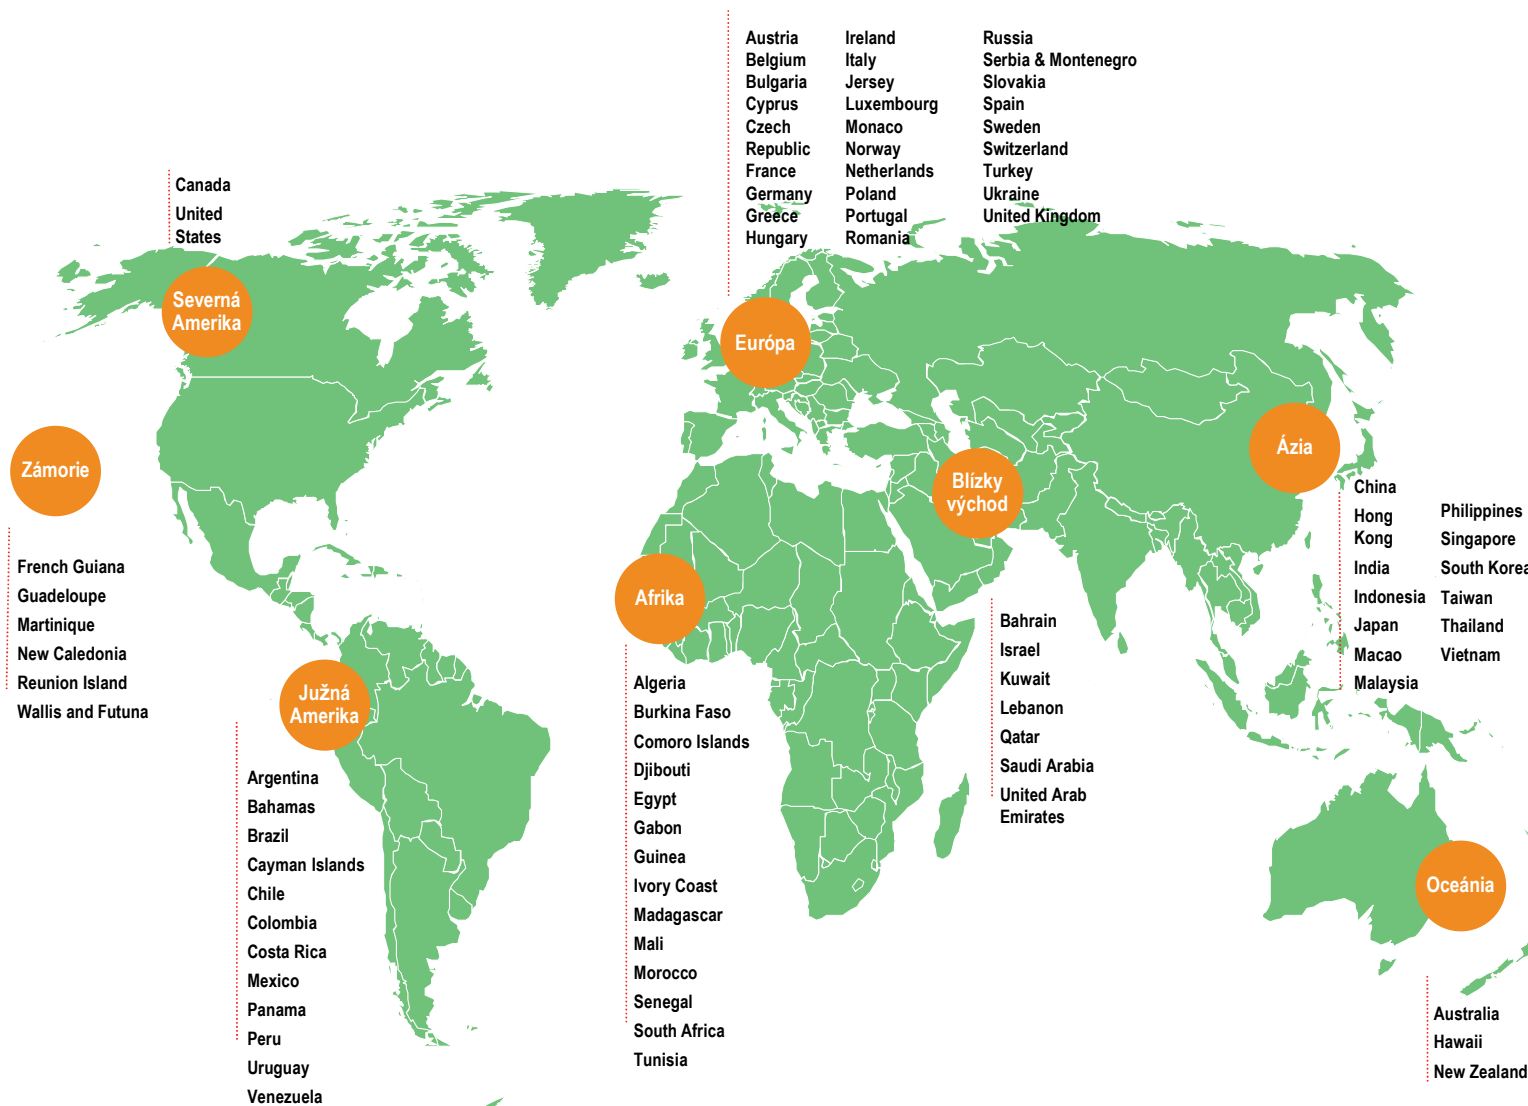 Austria
Belgium
Bulgaria
Cyprus
Czech
Republic
France
Germany
Greece
Hungary
Ireland
Italy
Jersey
Luxembourg
Monaco
Norway
Netherlands
Poland
Portugal
Romania
Russia
Serbia & Montenegro
Slovakia
Spain
Sweden
Switzerland
Turkey
Ukraine
United Kingdom
Canada
United
States
Severná
Amerika
Európa
Zámorie
French Guiana
Guadeloupe
Martinique
New Caledonia
Reunion Island
Wallis and Futuna
Južná
Amerika
Argentina
Bahamas
Brazil
Cayman Islands
Chile
Colombia
Costa Rica
Mexico
Panama
Peru
Uruguay
Venezuela
Afrika
Algeria
Burkina Faso
Comoro Islands
Djibouti
Egypt
Gabon
Guinea
Ivory Coast
Madagascar
Mali
Morocco
Senegal
South Africa
Tunisia
Blízky
východ
Bahrain
Israel
Kuwait
Lebanon
Qatar
Saudi Arabia
United Arab
Emirates
Ázia
China
Hong
Kong
India
Indonesia
Japan
Macao
Malaysia
Philippines
Singapore
South Korea
Taiwan
Thailand
Vietnam
Oceánia
Australia
Hawaii
New Zealand